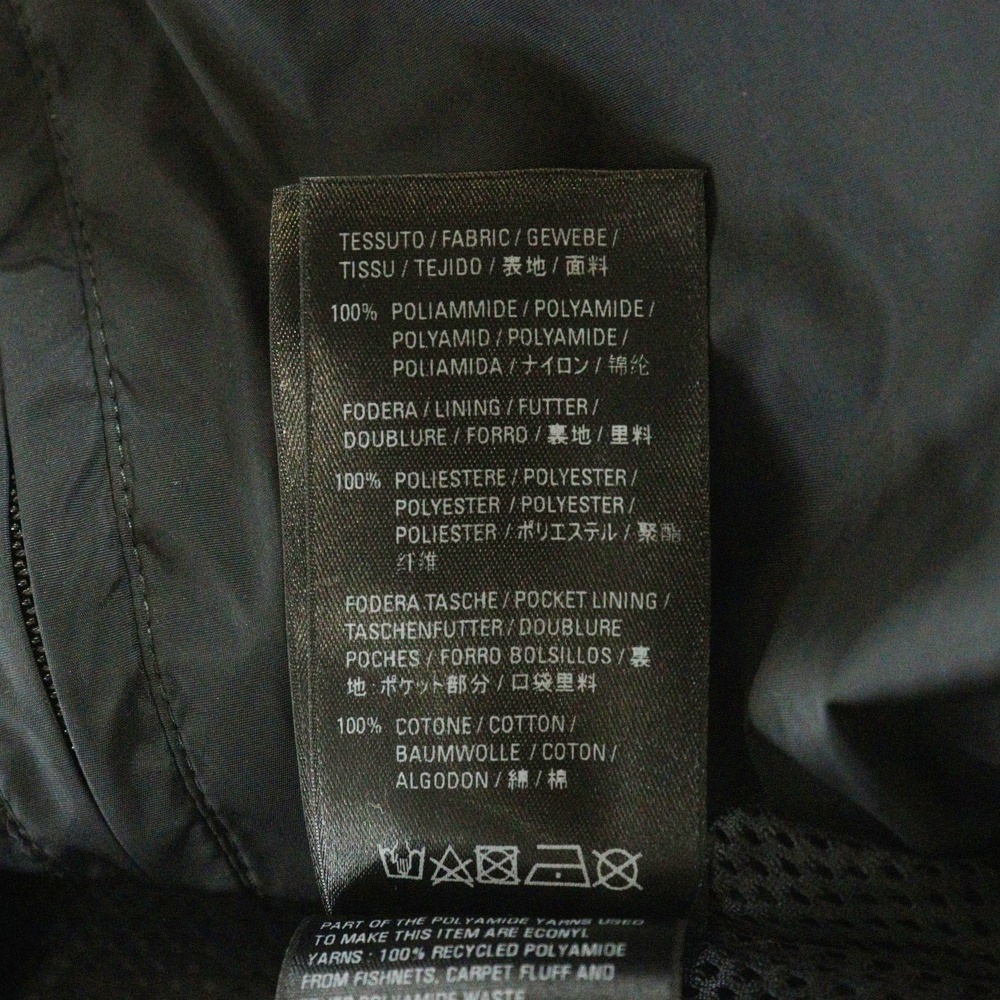 TESSUTO / FABRIC / GEWEBE /
TISSU / TEJIDO / 表地 / 面料
100% POLIAMMIDE / POLYAMIDE /
POLYAMID / POLYAMIDE /
POLIAMIDA / ナイロン / 锦纶
FODERA / LINING / FUTTER /
DOUBLURE / FORRO / 裏地 / 里料
100% POLIESTERE / POLYESTER /
POLYESTER / POLYESTER /
POLIESTER / ポリエステル / 聚酯
纤维
FODERA TASCHE / POCKET LINING /
TASCHENFUTTER / DOUBLURE
POCHES / FORRO BOLSILLOS / 裏
地:ポケット部分 / 口袋里料
100% COTONE / COTTON /
BAUMWOLLE / COTON /
ALGODON / 綿 / 棉
PART OF THE POLYAMIDE YARNS USED
TO MAKE THIS ITEM ARE ECONYL
YARNS : 100% RECYCLED POLYAMIDE
FROM FISHNETS, CARPET FLUFF AND
POLYAMIDE WASTE